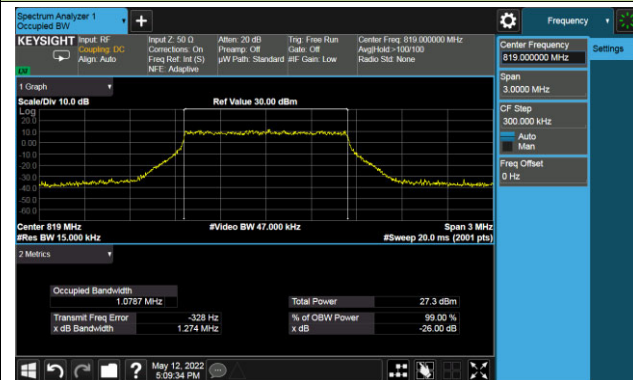 Spectrum Analyzer 1
Occupied BW
Frequency
KEYSIGHT
Input: RF
Coupling: DC
Align: Auto
Input Z: 50 Ω
Corrections: On
Freq Ref: Int (S)
NFE: Adaptive
Atten: 20 dB
Preamp: Off
µW Path: Standard
Trig: Free Run
Gate: Off
#IF Gain: Low
Center Freq: 819.000000 MHz
Avg|Hold:>100/100
Radio Std: None
Center Frequency
819.000000 MHz
Settings
Span
3.0000 MHz
CF Step
300.000 kHz
Auto
Man
Freq Offset
0 Hz
1 Graph
Scale/Div 10.0 dB
Ref Value 30.00 dBm
Log
20.0
10.0
0.00
-10.0
-20.0
-30.0
-40.0
-50.0
-60.0
Center 819 MHz
#Video BW 47.000 kHz
Span 3 MHz
#Res BW 15.000 kHz
#Sweep 20.0 ms (2001 pts)
2 Metrics
Occupied Bandwidth
1.0787 MHz
Total Power 27.3 dBm
Transmit Freq Error -328 Hz
% of OBW Power 99.00 %
x dB Bandwidth 1.274 MHz
x dB -26.00 dB
May 12, 2022
5:09:34 PM